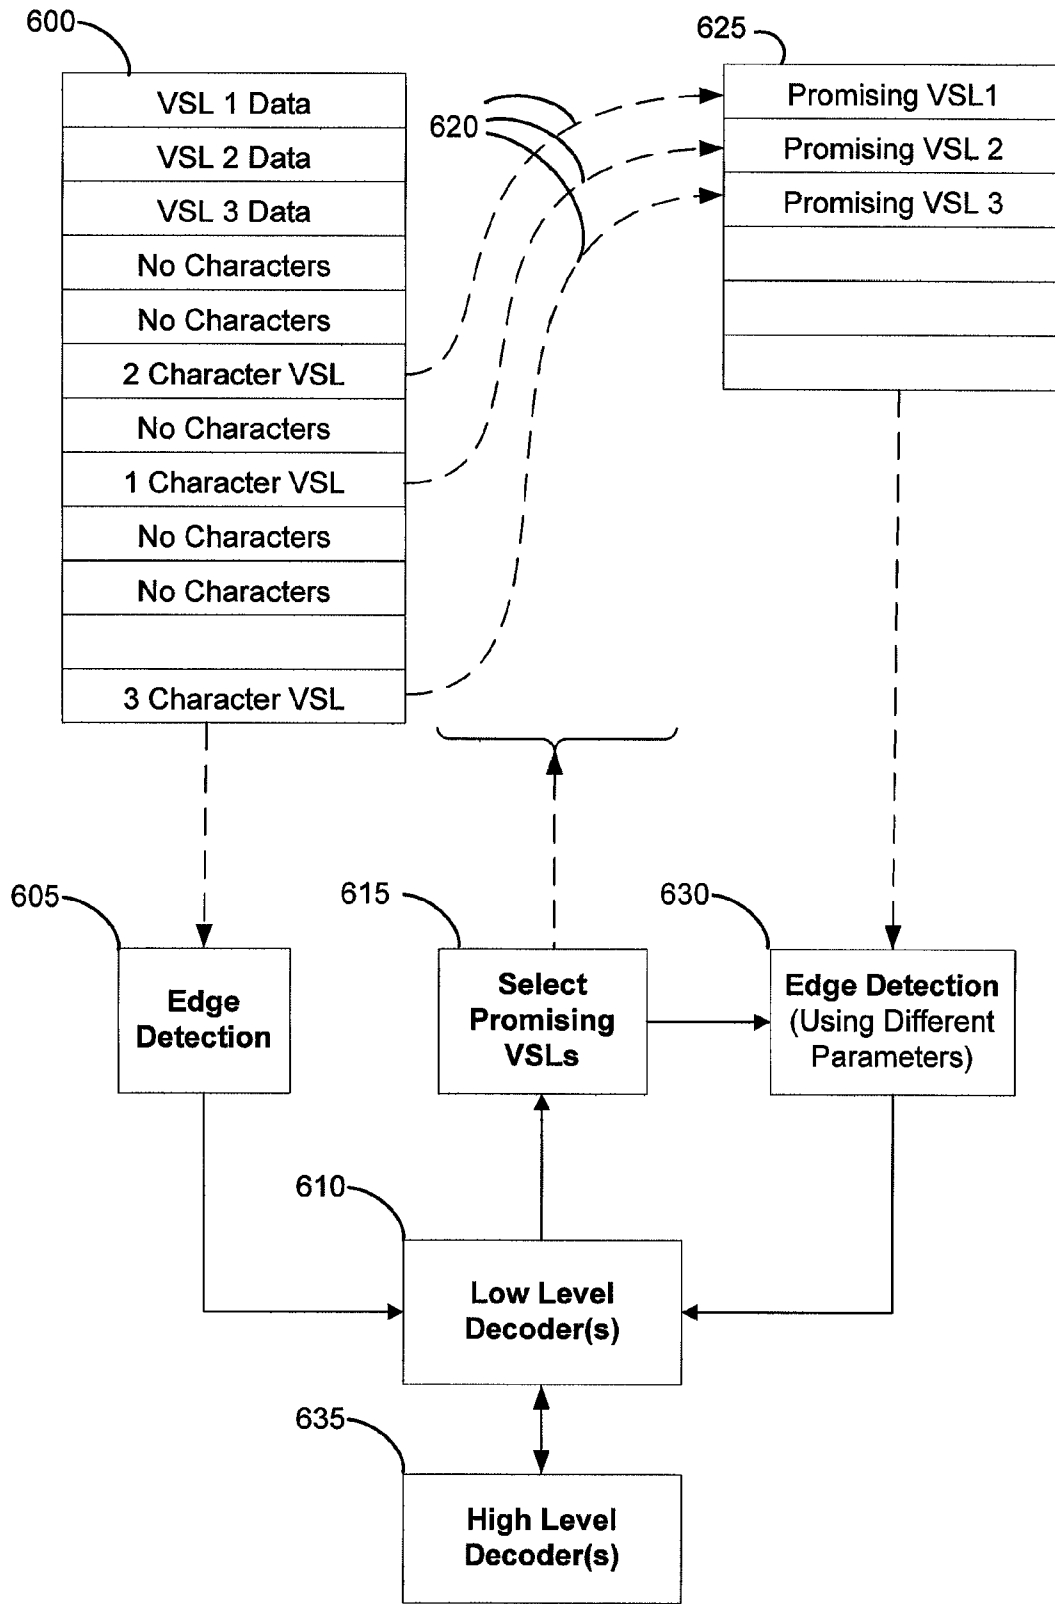 600
VSL 1 Data
VSL 2 Data
VSL 3 Data
No Characters
No Characters
2 Character VSL
No Characters
1 Character VSL
No Characters
No Characters
3 Character VSL
620
625
Promising VSL1
Promising VSL 2
Promising VSL 3
605
Edge
Detection
615
Select
Promising
VSLs
630
Edge Detection
(Using Different
Parameters)
610
Low Level
Decoder(s)
635
High Level
Decoder(s)